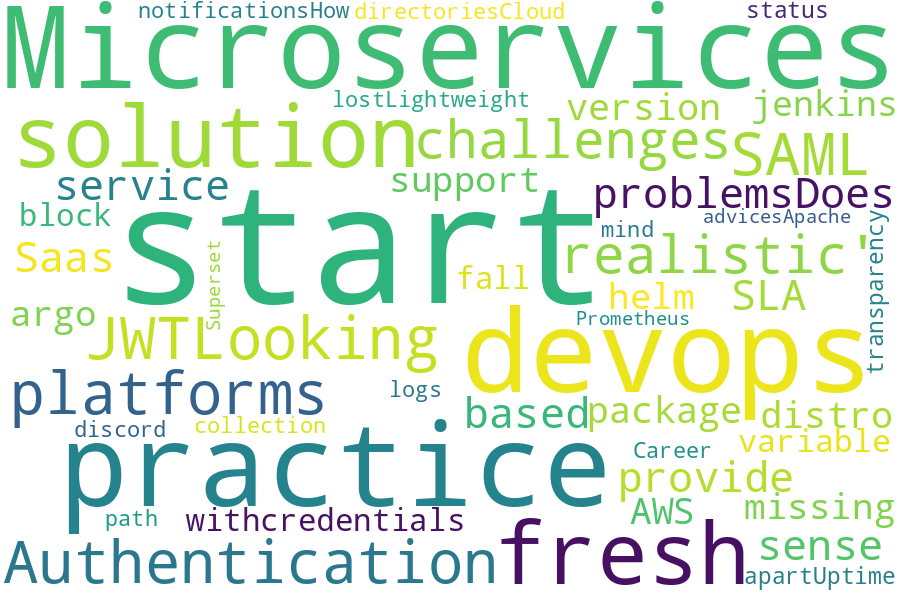 notificationsHow directoriesCloud status
Microservices
lostLightweight version jenkins
solution challenges SAML
service support problemsDoes
block start mind advicesApache
Saas Superset fall realistic' transparency
argo helm SLA
JWTLooking devops Prometheus
platforms logs based package distro
discord collection
practice Career variable
provide
path withcredentials AWS missing
Authentication fresh sense
apartUptime